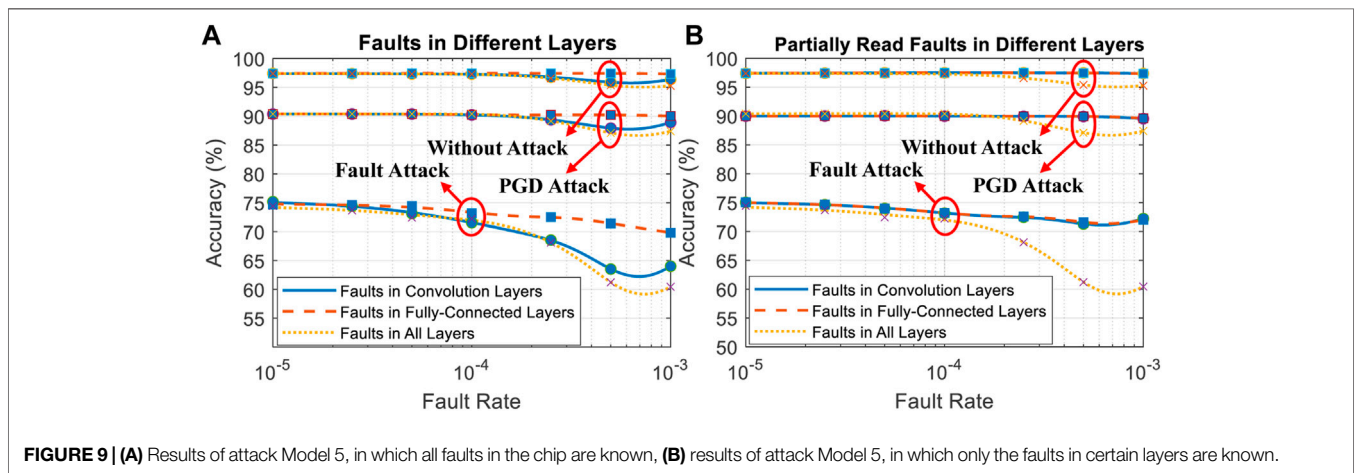 A
Faults in Different Layers
Accuracy (%)
100
95
90
85
80
75
70
65
60
55
Without Attack
Fault Attack
PGD Attack
Faults in Convolution Layers
Faults in Fully-Connected Layers
Faults in All Layers
10⁻⁵
10⁻⁴
10⁻³
Fault Rate
B
Partially Read Faults in Different Layers
Accuracy (%)
100
95
90
85
80
75
70
65
60
55
50
Without Attack
Fault Attack
PGD Attack
Faults in Convolution Layers
Faults in Fully-Connected Layers
Faults in All Layers
10⁻⁵
10⁻⁴
10⁻³
Fault Rate
FIGURE 9 | (A) Results of attack Model 5, in which all faults in the chip are known, (B) results of attack Model 5, in which only the faults in certain layers are known.